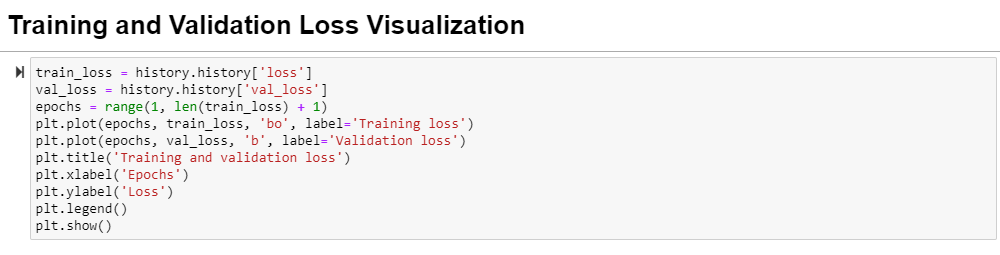 Training and Validation Loss Visualization
train_loss = history.history['loss']
val_loss = history.history['val_loss']
epochs = range(1, len(train_loss) + 1)
plt.plot(epochs, train_loss, 'bo', label='Training loss')
plt.plot(epochs, val_loss, 'b', label='Validation loss')
plt.title('Training and validation loss')
plt.xlabel('Epochs')
plt.ylabel('Loss')
plt.legend()
plt.show()